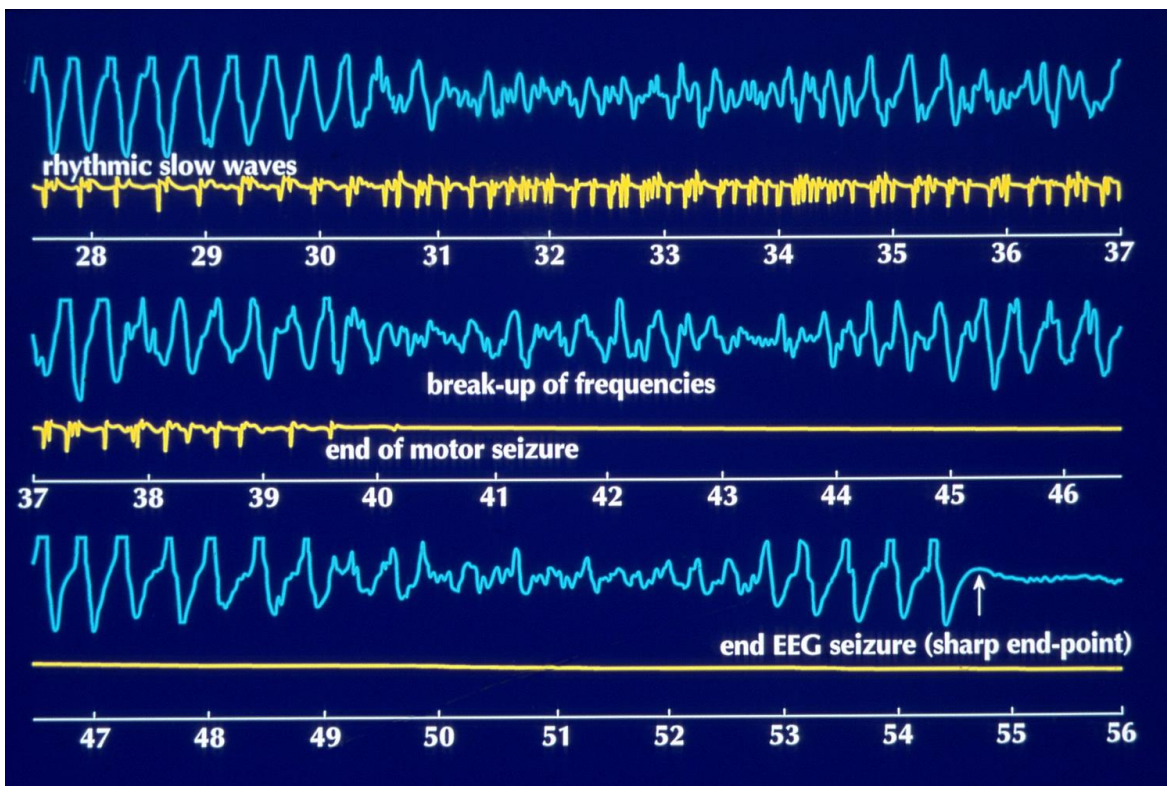 rhythmic slow waves
28 29 30 31 32 33 34 35 36 37
break-up of frequencies
end of motor seizure
37 38 39 40 41 42 43 44 45 46
end EEG seizure (sharp end-point)
47 48 49 50 51 52 53 54 55 56